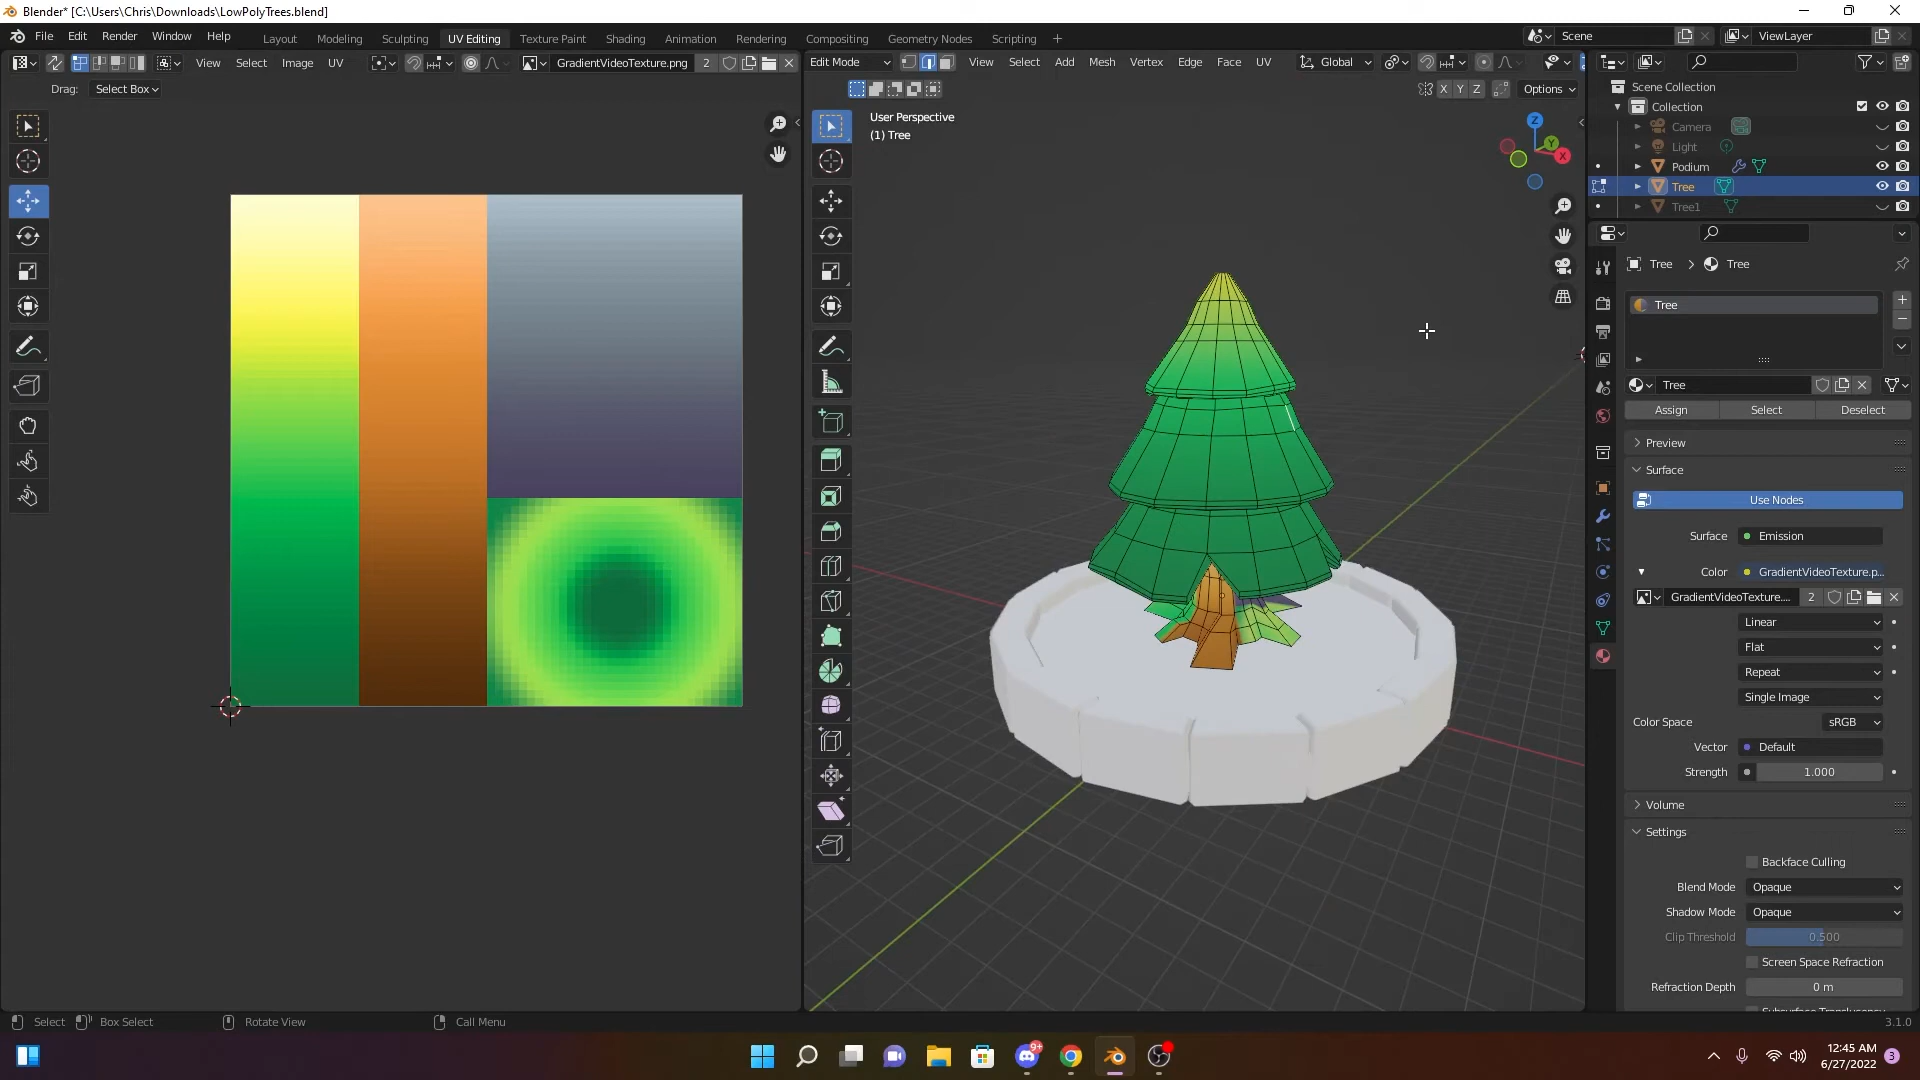 Blender* [C:\Users\Chris\Downloads\LowPolyTrees.blend]
File Edit Render Window Help
Layout Modeling Sculpting UV Editing Texture Paint Shading Animation Rendering Compositing Geometry Nodes Scripting +
Scene
ViewLayer
View Select Image UV
GradientVideoTexture.png 2
Drag: Select Box
Edit Mode
View Select Add Mesh Vertex Edge Face UV
Global
X Y Z
Options
User Perspective
(1) Tree
Z
Y
X
Scene Collection
Collection
Camera
Light
Podium
Tree
Tree1
Tree > Tree
Tree
Tree
Assign Select Deselect
Preview
Surface
Use Nodes
Surface Emission
Color GradientVideoTexture.p...
GradientVideoTexture.... 2
Linear
Flat
Repeat
Single Image
Color Space sRGB
Vector Default
Strength 1.000
Volume
Settings
Backface Culling
Blend Mode Opaque
Shadow Mode Opaque
Clip Threshold 0.500
Screen Space Refraction
Refraction Depth 0 m
Subsurface Translucency
Select Box Select Rotate View Call Menu
3.1.0
9+
12:45 AM
6/27/2022
3